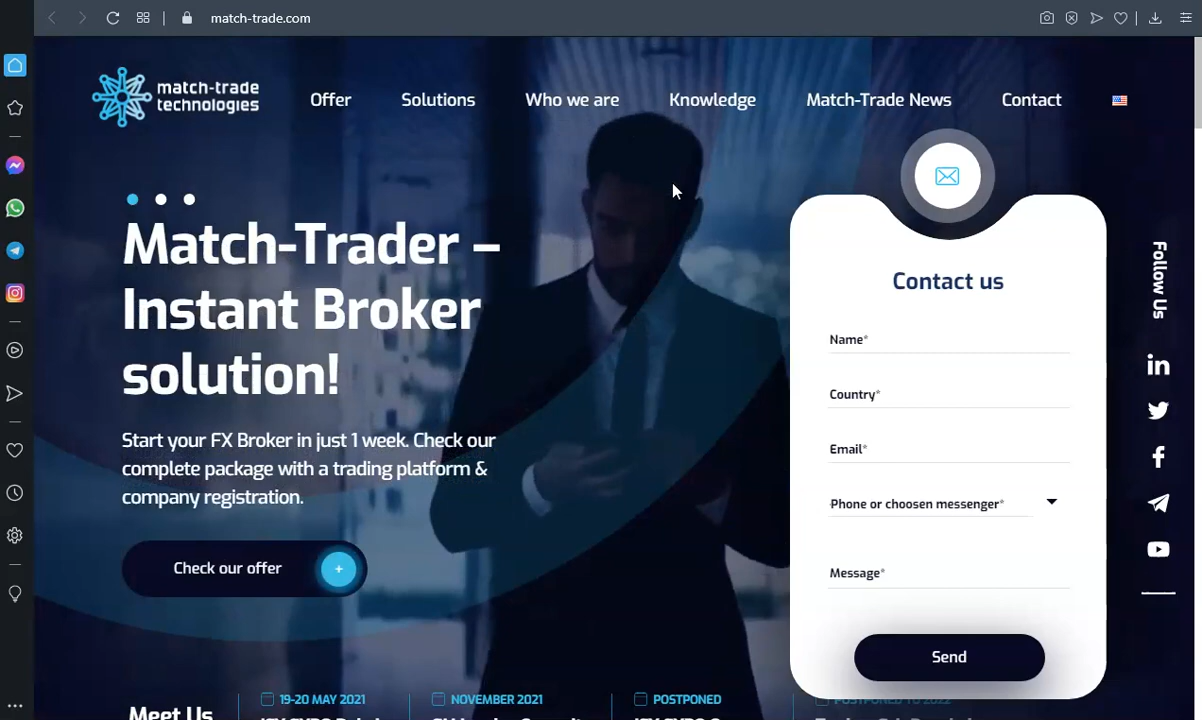 match-trade.com
match-trade
technologies
Offer
Solutions
Who we are
Knowledge
Match-Trade News
Contact
Match-Trader –
Instant Broker
solution!
Start your FX Broker in just 1 week. Check our
complete package with a trading platform &
company registration.
Check our offer
+
Contact us
Name*
Country*
Email*
Phone or choosen messenger*
Message*
Send
Follow Us
Meet Us
19-20 MAY 2021
NOVEMBER 2021
POSTPONED
POSTPONED TO 2022